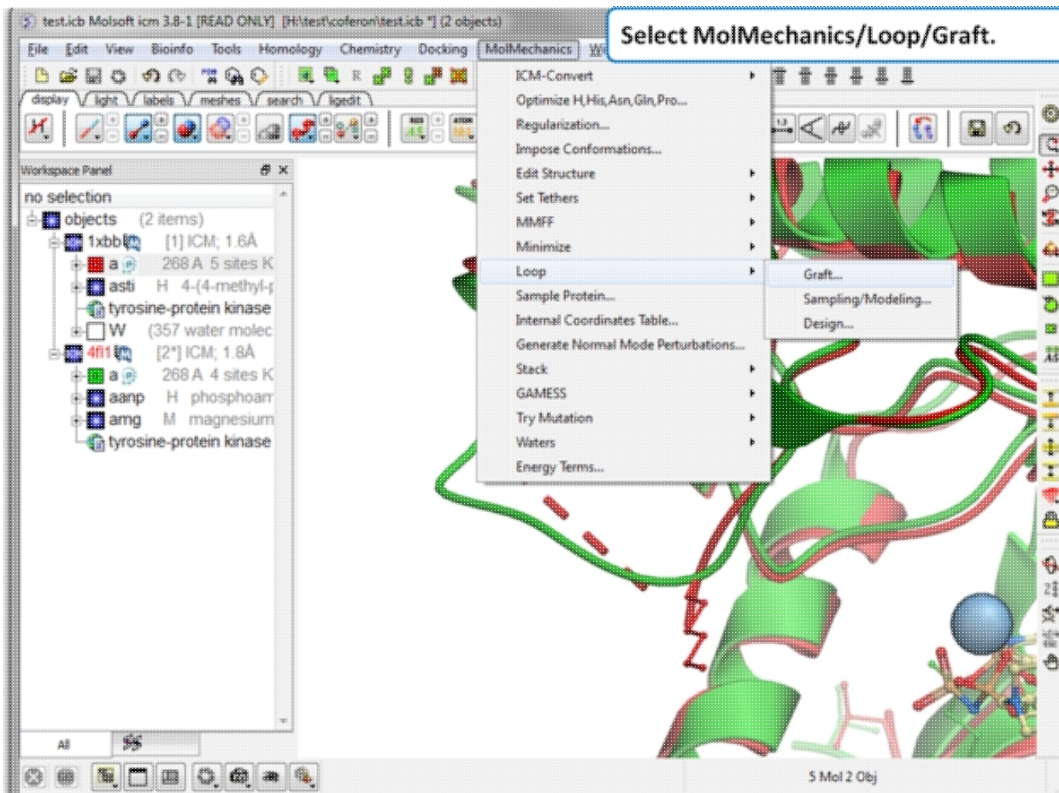 test.icb Molsoft icm 3.8-1 [READ ONLY] [H:\test\coferon\test.icb *] (2 objects)
Select MolMechanics/Loop/Graft.
File Edit View Bioinfo Tools Homology Chemistry Docking MolMechanics
display light labels meshes search ligedit
ICM-Convert
Optimize H,His,Asn,Gln,Pro...
Regularization...
Impose Conformations...
Edit Structure
Set Tethers
MMFF
Minimize
Loop
Sample Protein...
Internal Coordinates Table...
Generate Normal Mode Perturbations...
Stack
GAMESS
Try Mutation
Waters
Energy Terms...
Graft...
Sampling/Modeling...
Design...
Workspace Panel
no selection
objects (2 items)
1xbb [1] ICM; 1.6Å
a 268 A 5 sites K
asti H 4-(4-methyl-p
tyrosine-protein kinase
W (357 water molec
4fl1 [2*] ICM; 1.8Å
a 268 A 4 sites K
aanp H phosphoam
amg M magnesium
tyrosine-protein kinase
All
5 Mol 2 Obj